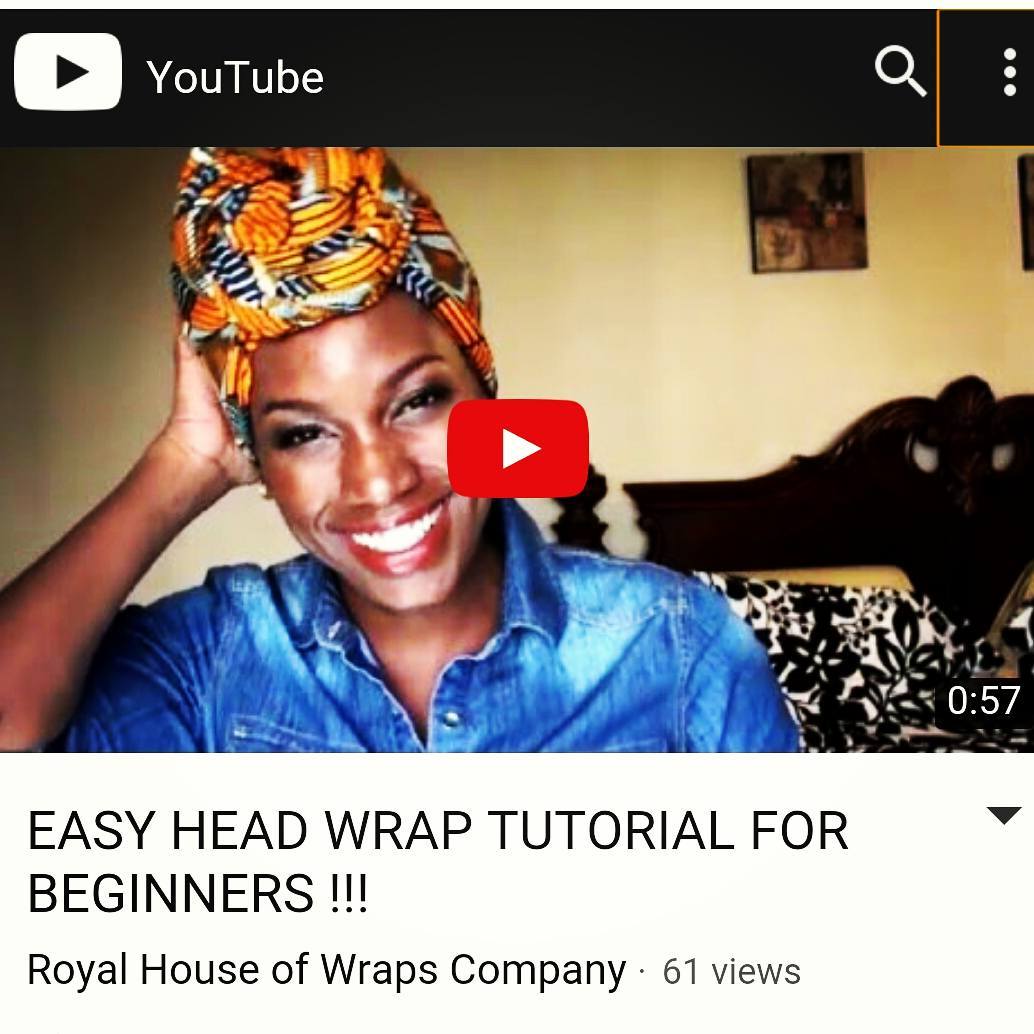 YouTube
0:57
EASY HEAD WRAP TUTORIAL FOR
BEGINNERS !!!
Royal House of Wraps Company · 61 views